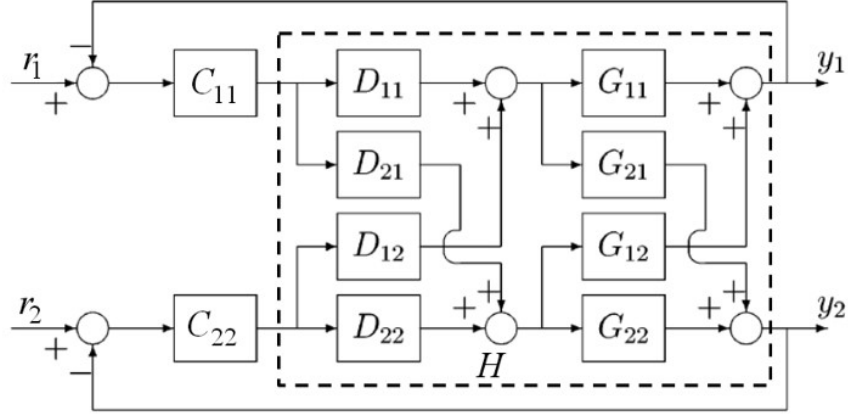 −
r₁ + C₁₁ D₁₁ + + G₁₁ + + y₁
D₂₁ G₂₁
D₁₂ G₁₂
+ +
r₂ + C₂₂ D₂₂ + G₂₂ + y₂
−
H